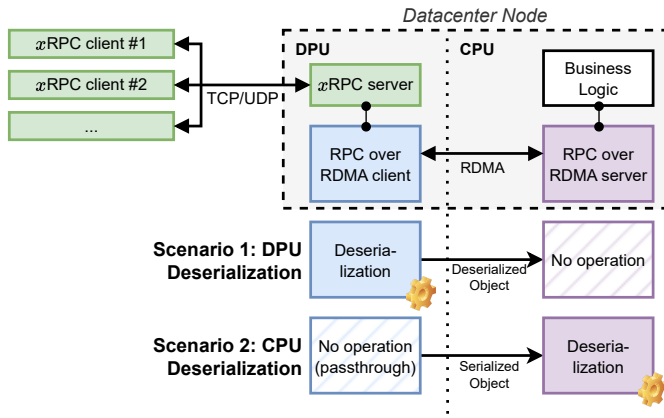 Datacenter Node
xRPC client #1
xRPC client #2
...
TCP/UDP
DPU
CPU
xRPC server
Business
Logic
RPC over
RDMA client
RDMA
RPC over
RDMA server
Scenario 1: DPU
Deserialization
Deseria-
lization
Deserialized
Object
No operation
Scenario 2: CPU
Deserialization
No operation
(passthrough)
Serialized
Object
Deseria-
lization